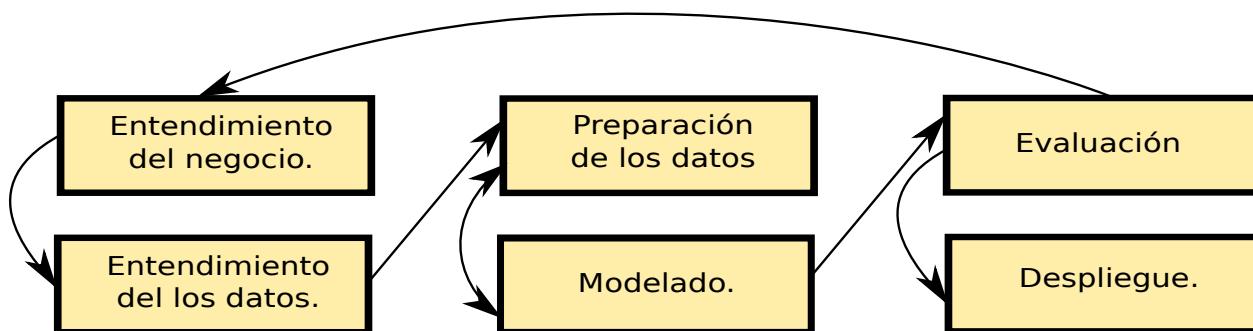 Entendimiento
del negocio.
Entendimiento
del los datos.
Preparación
de los datos
Modelado.
Evaluación
Despliegue.